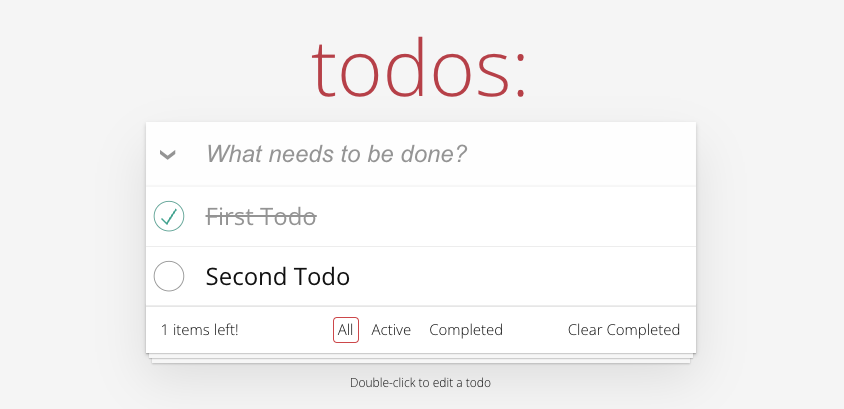 todos:
What needs to be done?
First Todo
Second Todo
1 items left! All Active Completed Clear Completed
Double-click to edit a todo